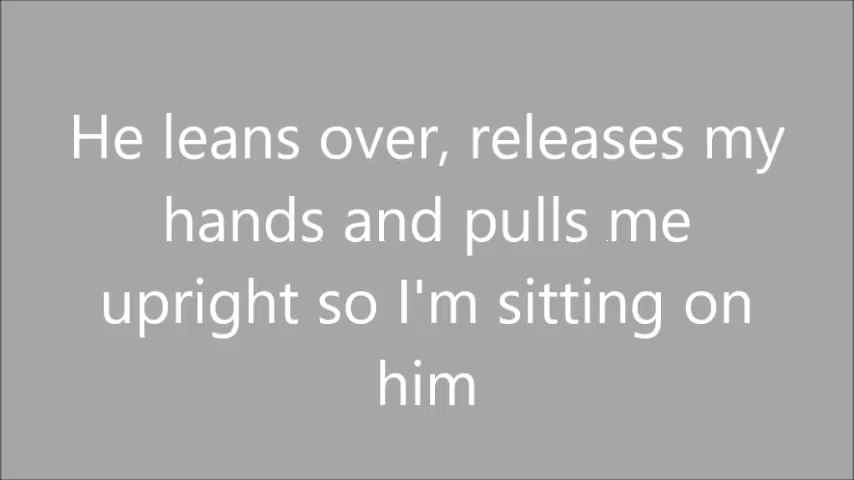 He leans over, releases my
hands and pulls me
upright so I'm sitting on
him